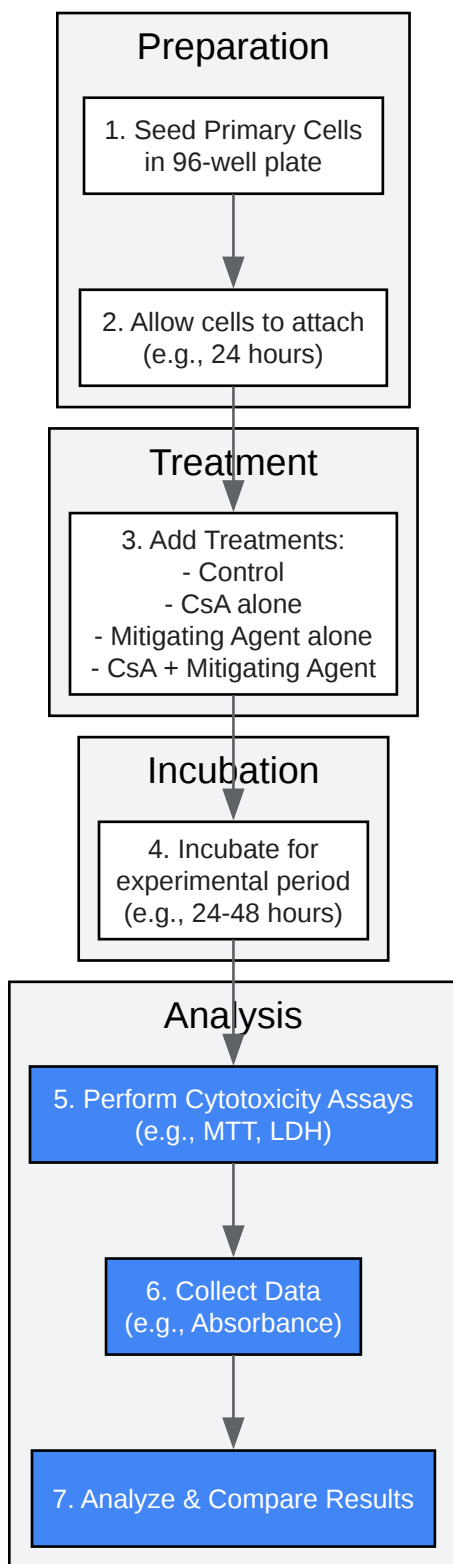 Preparation
1. Seed Primary Cells
in 96-well plate
2. Allow cells to attach
(e.g., 24 hours)
Treatment
3. Add Treatments:
- Control
- CsA alone
- Mitigating Agent alone
- CsA + Mitigating Agent
Incubation
4. Incubate for
experimental period
(e.g., 24-48 hours)
Analysis
5. Perform Cytotoxicity Assays
(e.g., MTT, LDH)
6. Collect Data
(e.g., Absorbance)
7. Analyze & Compare Results